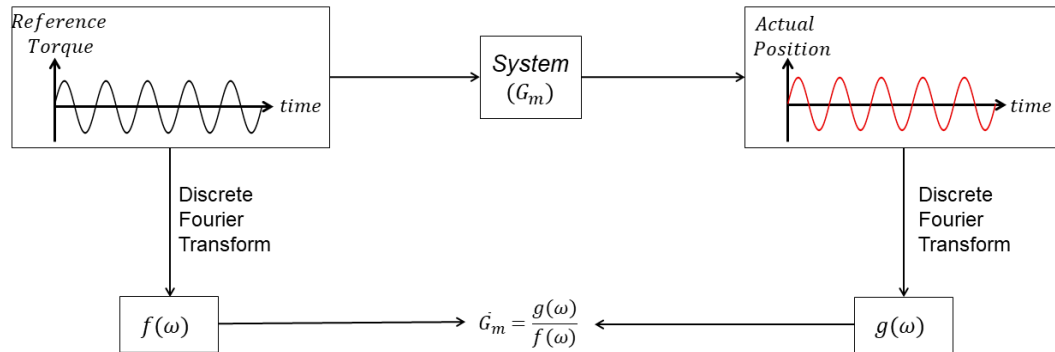 Reference
Torque
time
System
(G_m)
Actual
Position
time
Discrete
Fourier
Transform
Discrete
Fourier
Transform
f(ω)
Ġ_m = g(ω)/f(ω)
g(ω)